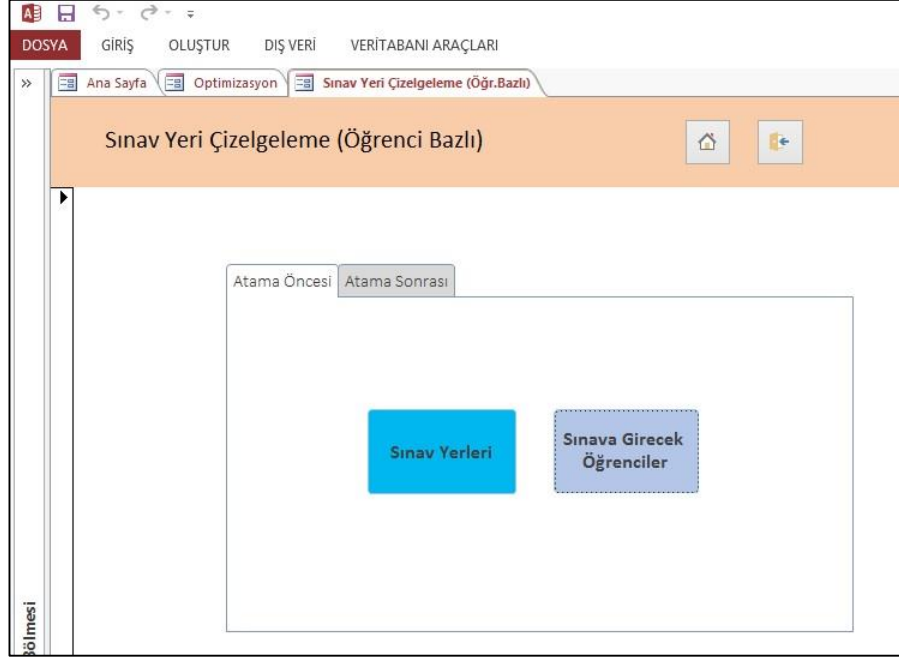 DOSYA GİRİŞ OLUŞTUR DIŞ VERİ VERİTABANI ARAÇLARI
» Ana Sayfa Optimizasyon Sınav Yeri Çizelgeleme (Öğr.Bazlı)
Sınav Yeri Çizelgeleme (Öğrenci Bazlı)
Atama Öncesi Atama Sonrası
Sınav Yerleri
Sınava Girecek
Öğrenciler
Bölmesi